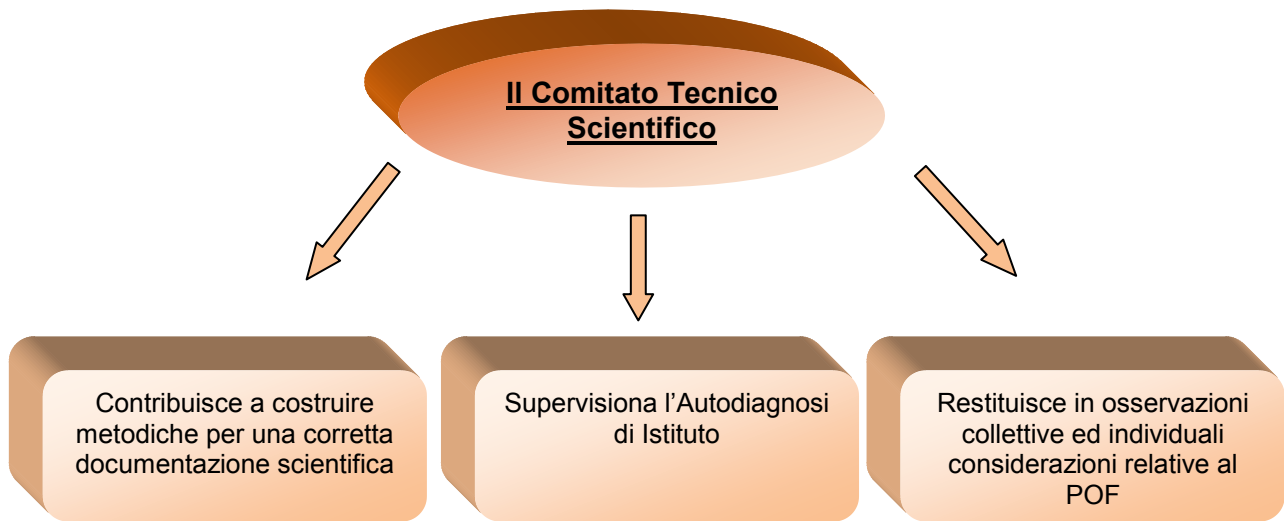 Il Comitato Tecnico
Scientifico
Contribuisce a costruire
metodiche per una corretta
documentazione scientifica
Supervisiona l’Autodiagnosi
di Istituto
Restituisce in osservazioni
collettive ed individuali
considerazioni relative al
POF